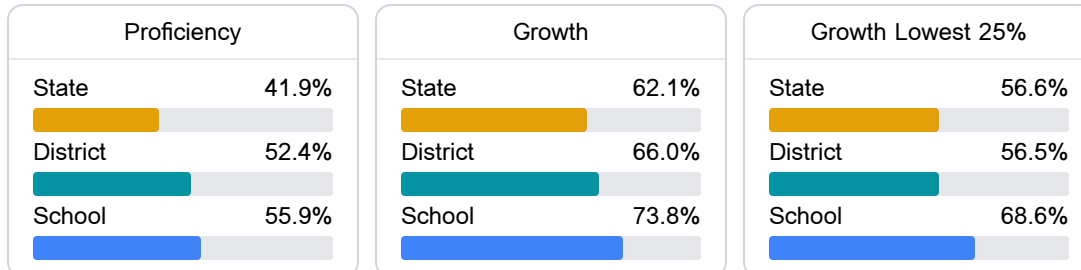 Proficiency
State 41.9%
District 52.4%
School 55.9%
Growth
State 62.1%
District 66.0%
School 73.8%
Growth Lowest 25%
State 56.6%
District 56.5%
School 68.6%